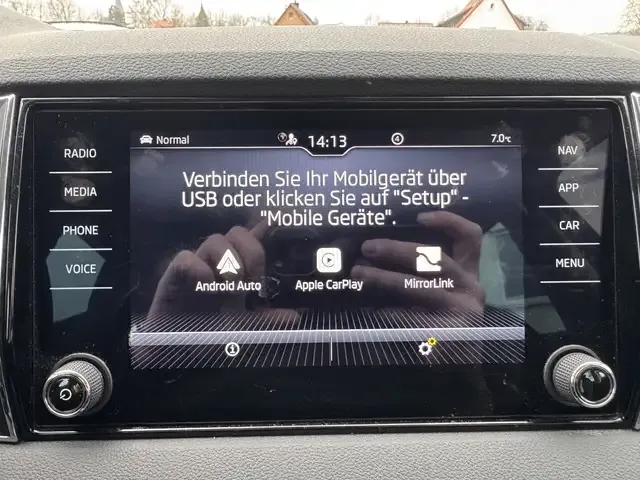 Normal
14:13
4
7.0°C
Verbinden Sie Ihr Mobilgerät über
USB oder klicken Sie auf "Setup" -
"Mobile Geräte".
Android Auto
Apple CarPlay
MirrorLink
RADIO
MEDIA
PHONE
VOICE
NAV
APP
CAR
MENU